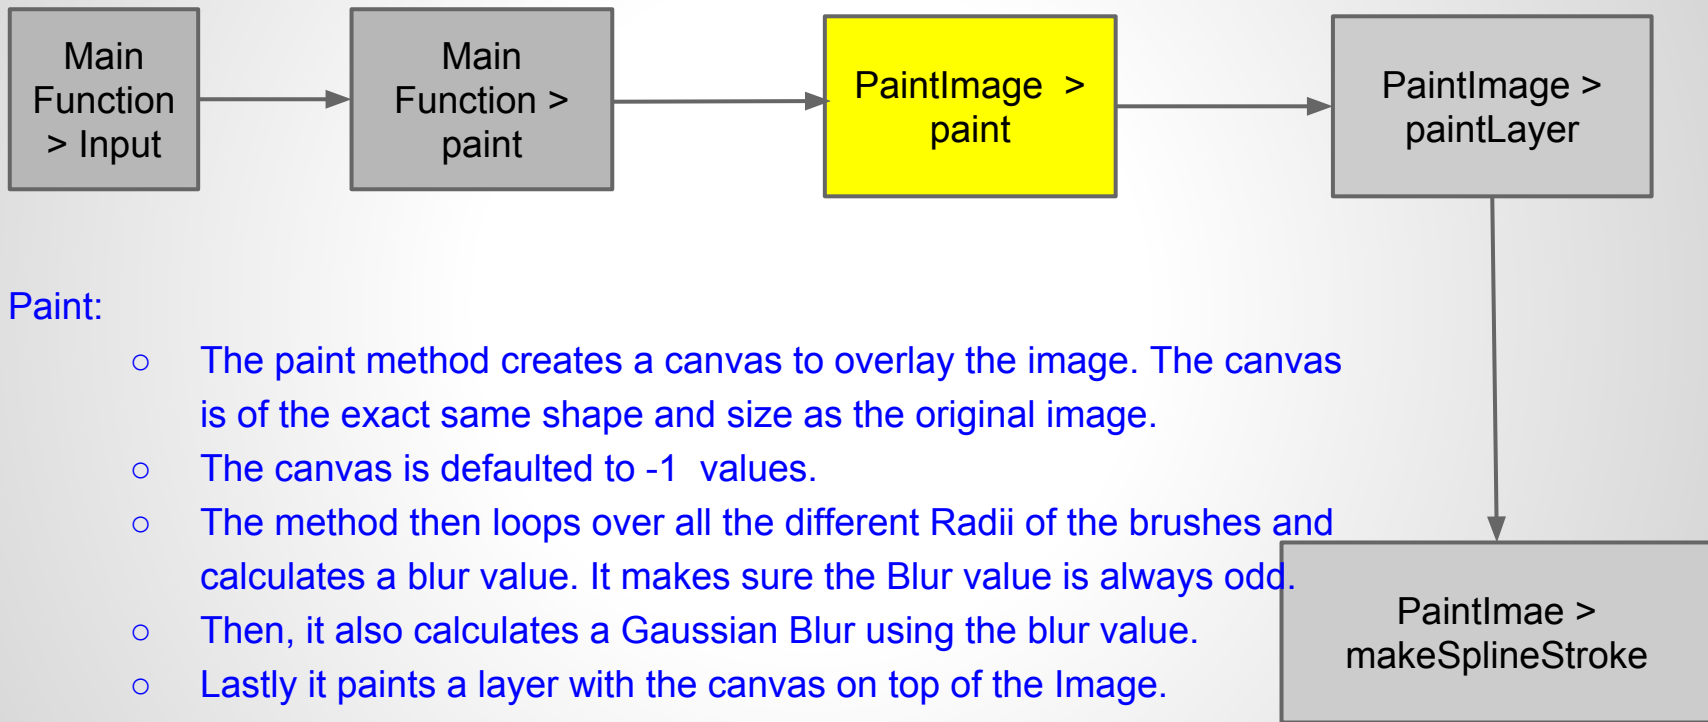 Main
Function
> Input
Main
Function >
paint
PaintImage  >
paint
PaintImage >
paintLayer
Paint:
○ The paint method creates a canvas to overlay the image. The canvas
is of the exact same shape and size as the original image.
○ The canvas is defaulted to -1  values.
○ The method then loops over all the different Radii of the brushes and
calculates a blur value. It makes sure the Blur value is always odd.
○ Then, it also calculates a Gaussian Blur using the blur value.
○ Lastly it paints a layer with the canvas on top of the Image.
PaintImae >
makeSplineStroke